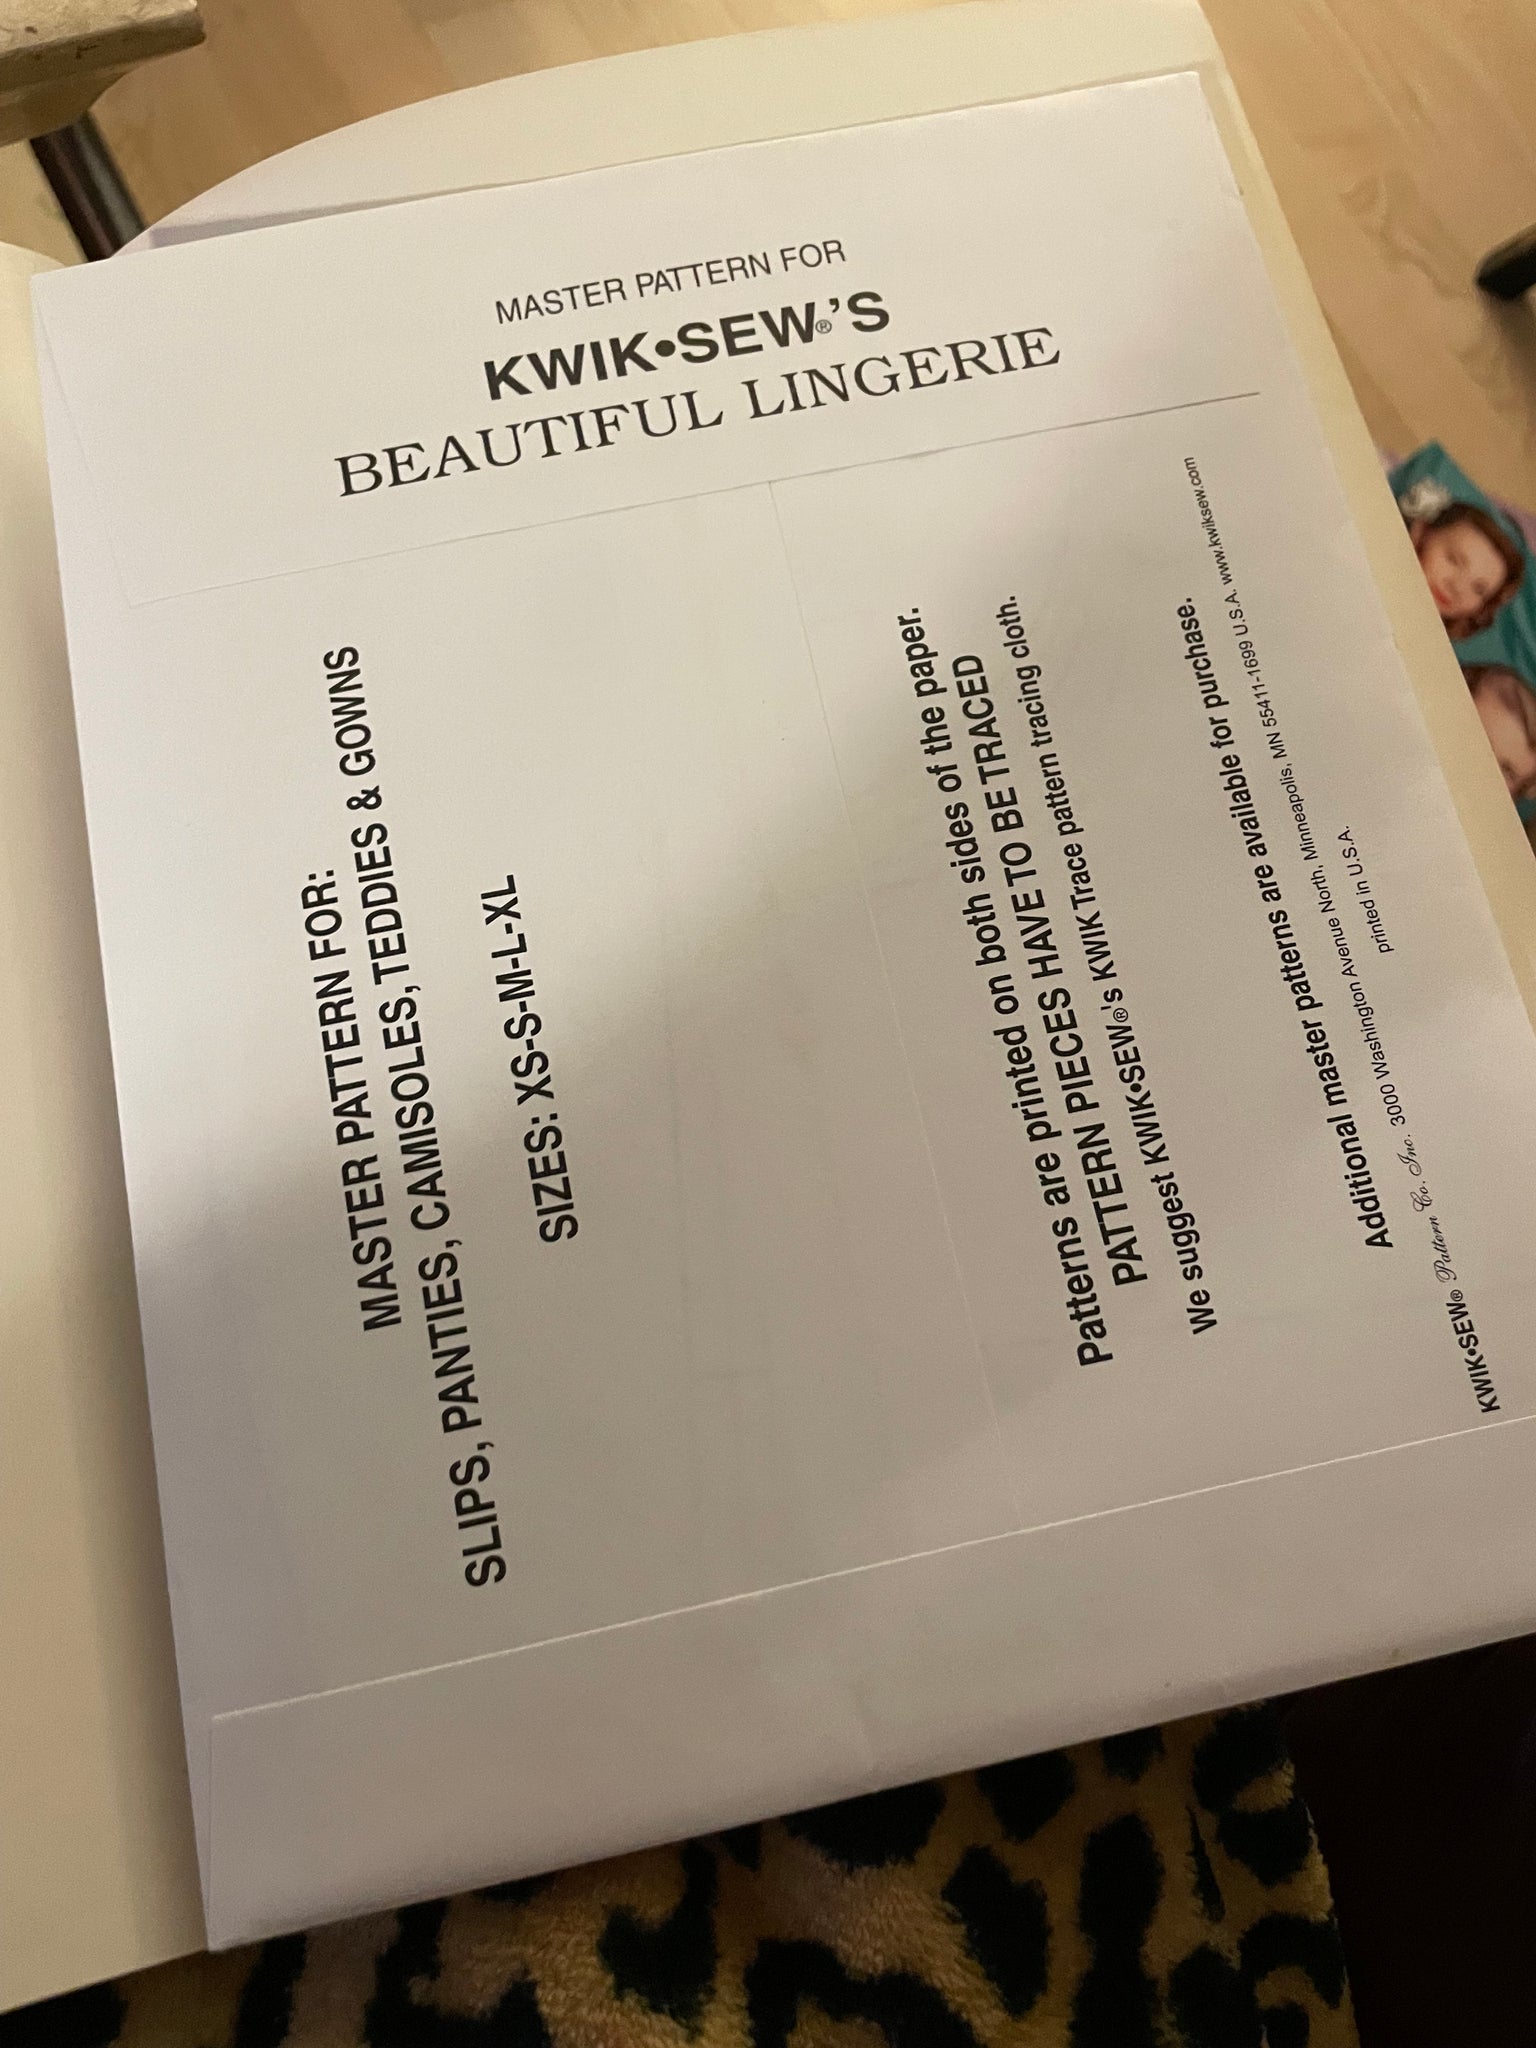 MASTER PATTERN FOR
KWIK•SEW®'S
BEAUTIFUL LINGERIE
MASTER PATTERN FOR:
SLIPS, PANTIES, CAMISOLES, TEDDIES & GOWNS
SIZES: XS-S-M-L-XL
Patterns are printed on both sides of the paper.
PATTERN PIECES HAVE TO BE TRACED
We suggest KWIK•SEW®'s KWIK Trace pattern tracing cloth.
Additional master patterns are available for purchase.
KWIK•SEW® Pattern Co. Inc. 3000 Washington Avenue North, Minneapolis, MN 55411-1699 U.S.A. www.kwiksew.com
printed in U.S.A.